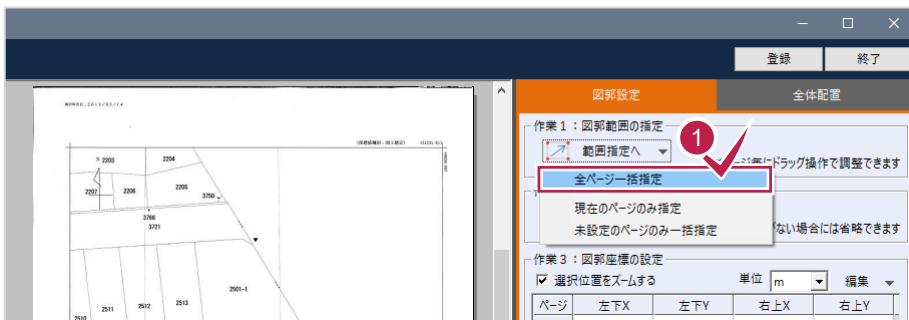 登録
終了
図郭設定
全体配置
作業1：図郭範囲の指定
1
範囲指定へ
ドラッグ操作で調整できます
全ページ一括指定
現在のページのみ指定
未設定のページのみ一括指定
ない場合には省略できます
作業3：図郭座標の設定
選択位置をズームする
単位
m
編集
ページ
左下X
左下Y
右上X
右上Y
2203
2204
2207
2206
2205
3750
3766
3721
2501-1
2510
2511
2512
2513